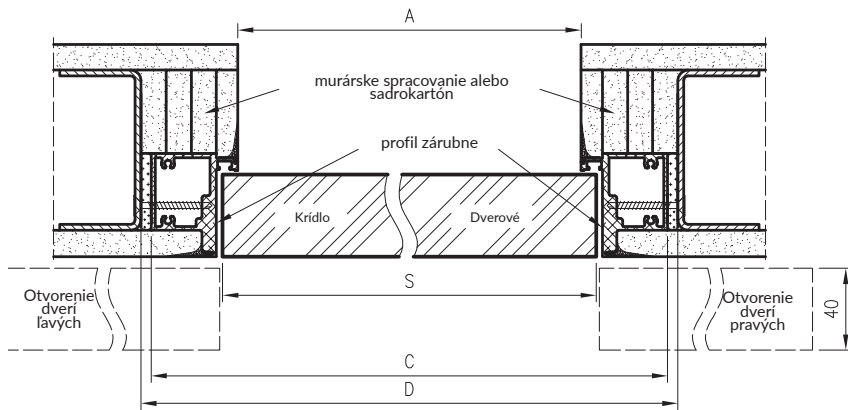 A
murárske spracovanie alebo
sadrokartón
profil zárubne
Krídlo
Dverové
S
Otvorenie
dverí
ľavých
Otvorenie
dverí
pravých
40
C
D